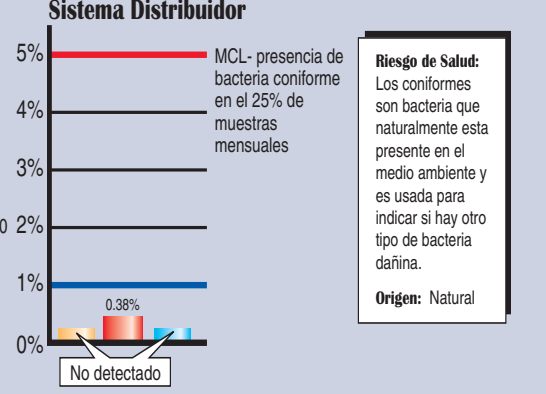 Sistema Distribuidor
5%
4%
3%
2%
1%
0%
MCL- presencia de
bacteria coniforme
en el 25% de
muestras
mensuales
0.38%
No detectado
Riesgo de Salud:
Los coniformes
son bacteria que
naturalmente esta
presente en el
medio ambiente y
es usada para
indicar si hay otro
tipo de bacteria
dañina.
Origen: Natural